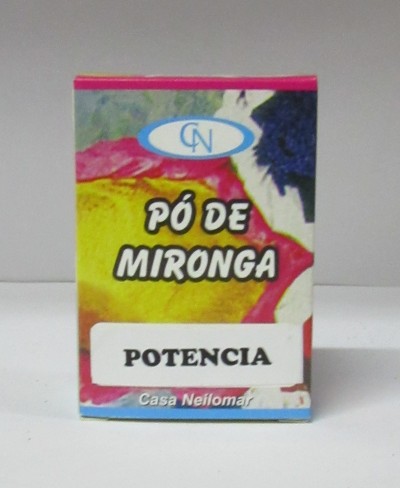 CN
PÓ DE
MIRONGA
POTENCIA
Casa Neilomar